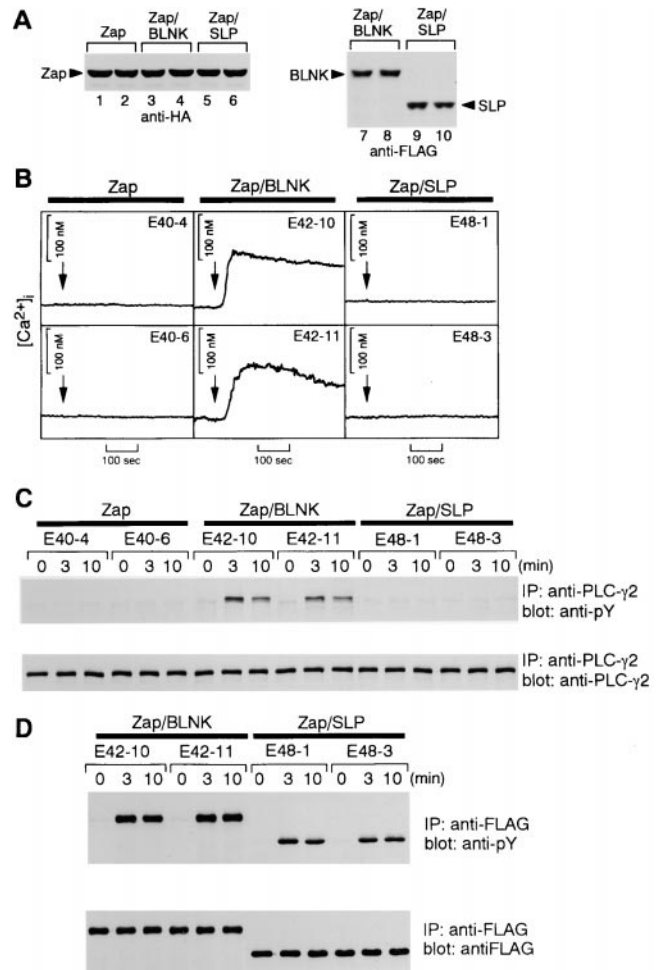 A
Zap
Zap/
BLNK
Zap/
SLP
Zap
1 2 3 4 5 6
anti-HA
Zap/
BLNK
Zap/
SLP
BLNK
SLP
7 8 9 10
anti-FLAG
B
Zap Zap/BLNK Zap/SLP
[Ca2+]i
100 nM E40-4
100 nM E42-10
100 nM E48-1
100 nM E40-6
100 nM E42-11
100 nM E48-3
100 sec 100 sec 100 sec
C
Zap Zap/BLNK Zap/SLP
E40-4 E40-6 E42-10 E42-11 E48-1 E48-3
0 3 10 0 3 10 0 3 10 0 3 10 0 3 10 0 3 10 (min)
IP: anti-PLC-γ2
blot: anti-pY
IP: anti-PLC-γ2
blot: anti-PLC-γ2
D
Zap/BLNK Zap/SLP
E42-10 E42-11 E48-1 E48-3
0 3 10 0 3 10 0 3 10 0 3 10 (min)
IP: anti-FLAG
blot: anti-pY
IP: anti-FLAG
blot: antiFLAG